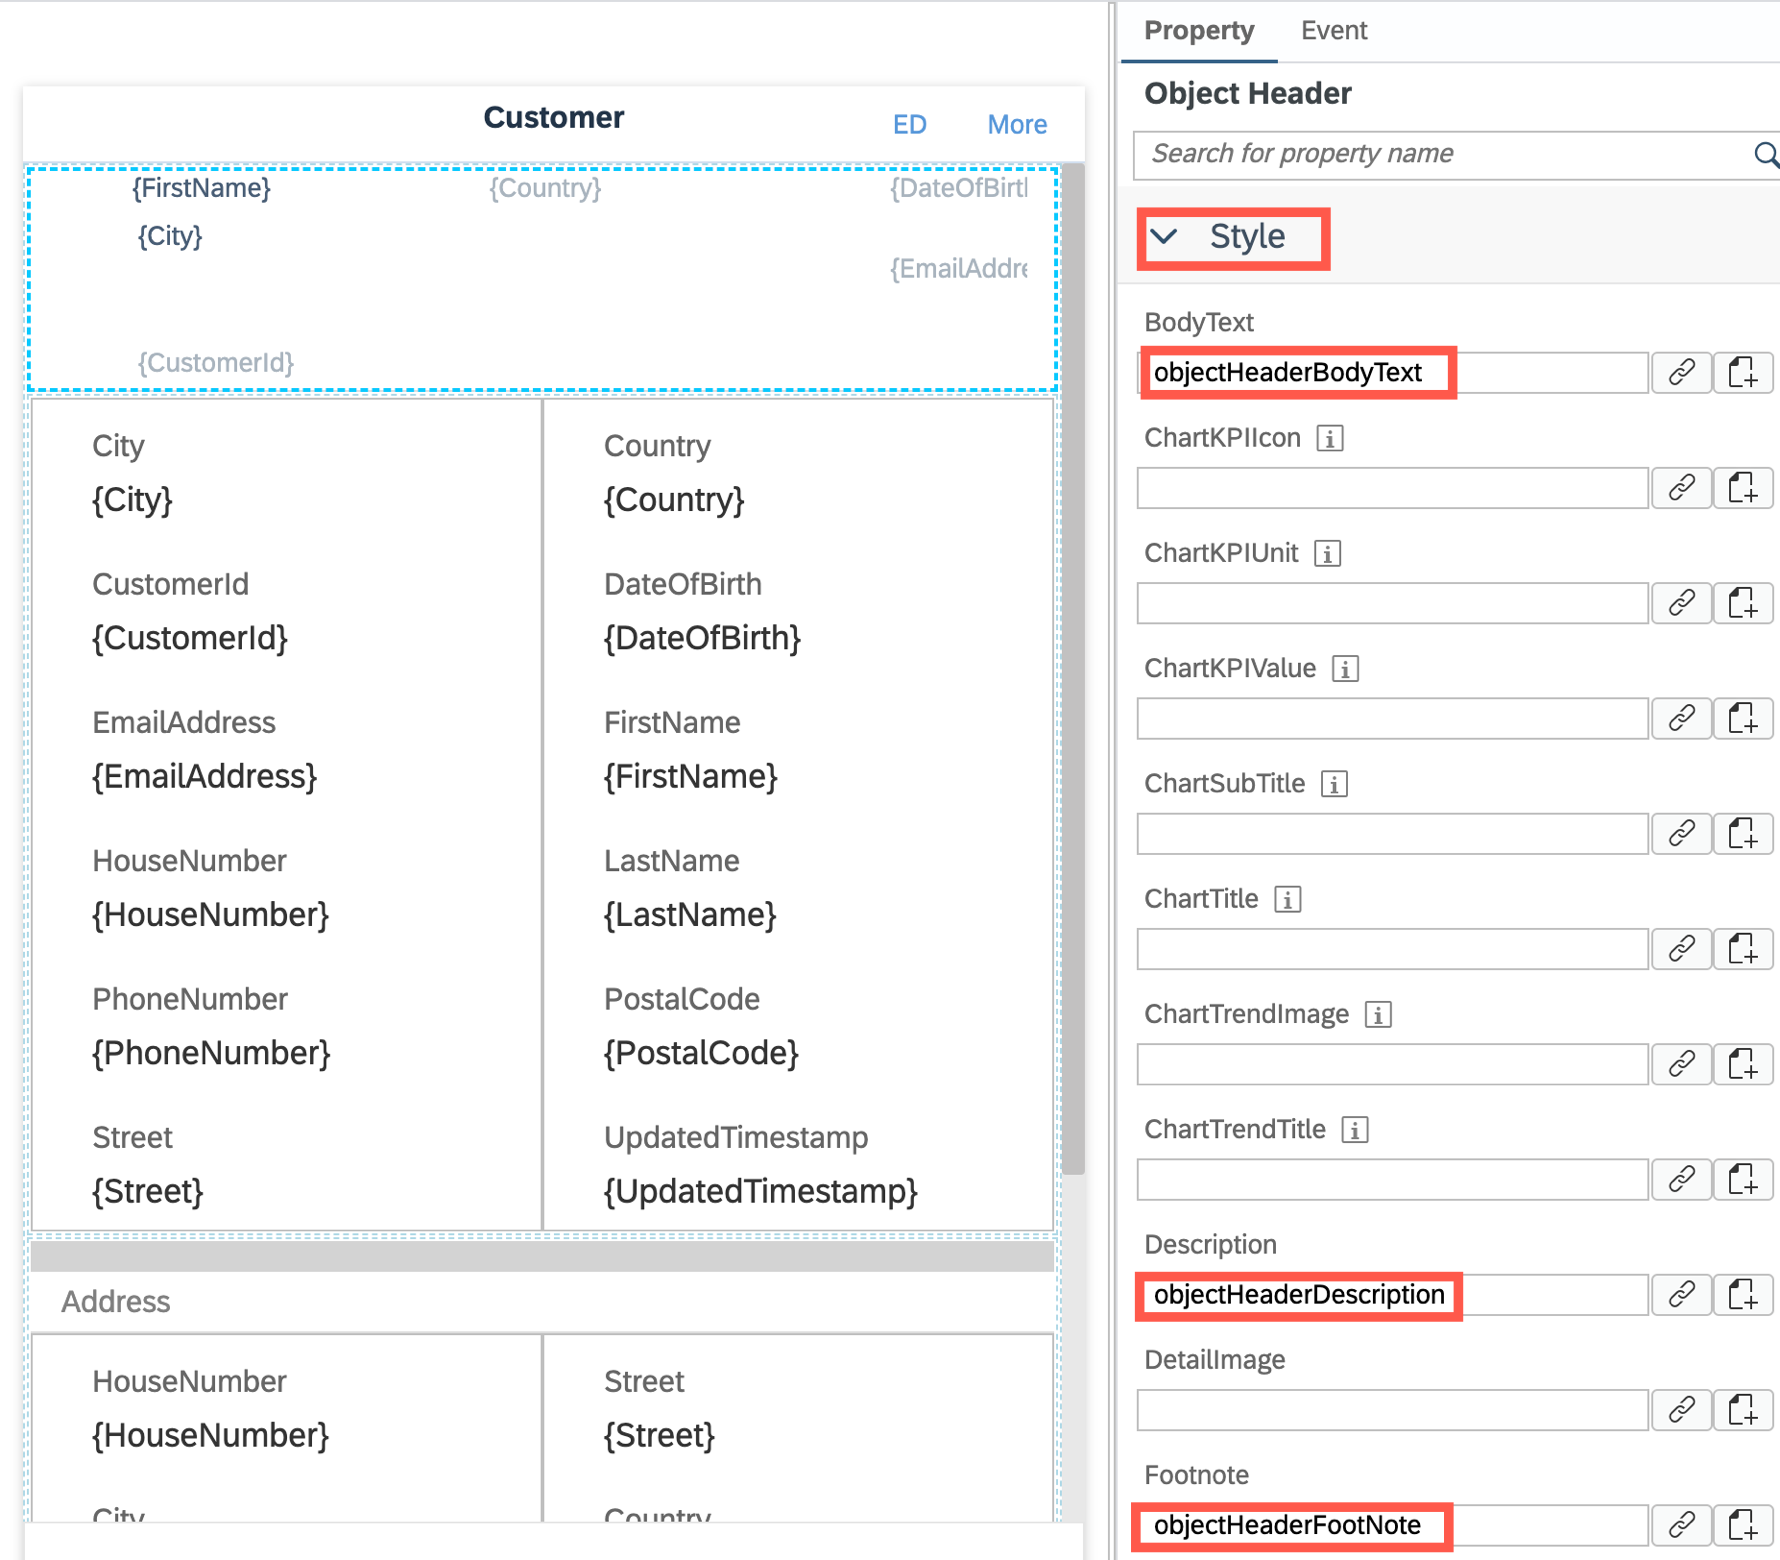 Customer
ED
More
{FirstName}
{Country}
{DateOfBirtl
{City}
{EmailAddre
{CustomerId}
City
{City}
Country
{Country}
CustomerId
{CustomerId}
DateOfBirth
{DateOfBirth}
EmailAddress
{EmailAddress}
FirstName
{FirstName}
HouseNumber
{HouseNumber}
LastName
{LastName}
PhoneNumber
{PhoneNumber}
PostalCode
{PostalCode}
Street
{Street}
UpdatedTimestamp
{UpdatedTimestamp}
Address
HouseNumber
{HouseNumber}
Street
{Street}
City
Country
Property
Event
Object Header
Search for property name
Style
BodyText
objectHeaderBodyText
ChartKPIIcon
ChartKPIUnit
ChartKPIValue
ChartSubTitle
ChartTitle
ChartTrendImage
ChartTrendTitle
Description
objectHeaderDescription
DetailImage
Footnote
objectHeaderFootNote